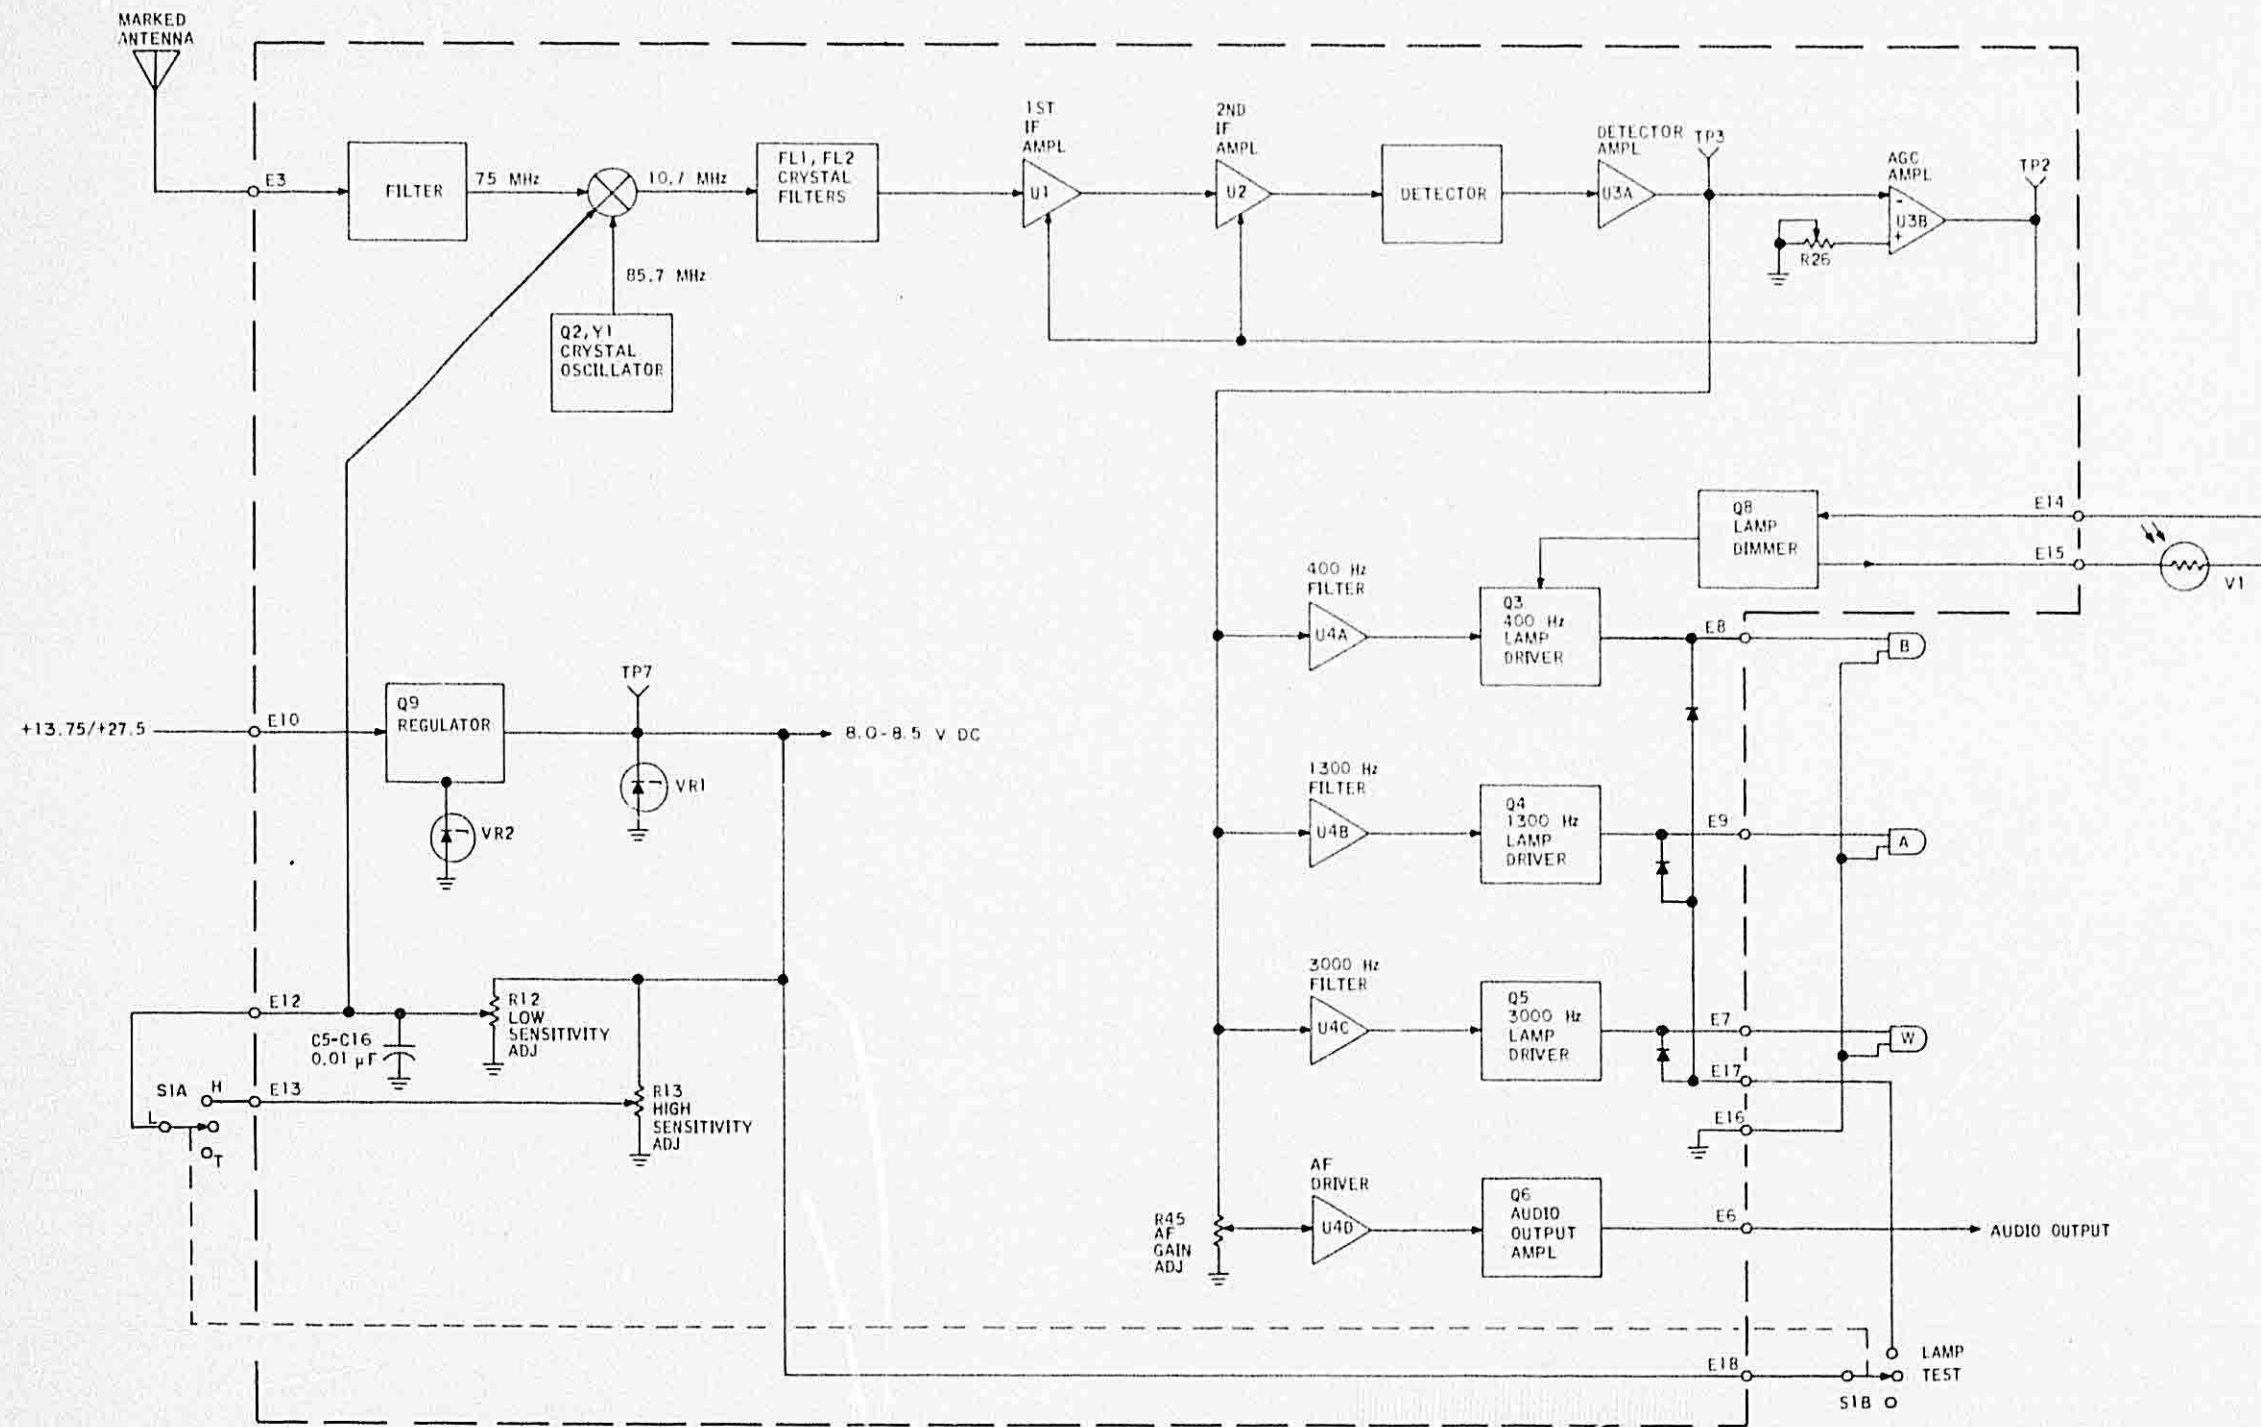 MARKED
ANTENNA
E3
FILTER
75 MHz
10.7 MHz
FL1, FL2
CRYSTAL
FILTERS
85.7 MHz
Q2,Y1
CRYSTAL
OSCILLATOR
1ST
IF
AMPL
U1
2ND
IF
AMPL
U2
DETECTOR
DETECTOR
AMPL
U3A
TP3
AGC
AMPL
-
U3B
+
R26
TP2
Q8
LAMP
DIMMER
E14
E15
V1
400 Hz
FILTER
U4A
Q3
400 Hz
LAMP
DRIVER
E8
B
+13.75/+27.5
E10
Q9
REGULATOR
TP7
8.0-8.5 V DC
VR1
VR2
1300 Hz
FILTER
U4B
Q4
1300 Hz
LAMP
DRIVER
E9
A
E12
C5-C16
0.01 µF
R12
LOW
SENSITIVITY
ADJ
S1A
H
E13
L
T
R13
HIGH
SENSITIVITY
ADJ
3000 Hz
FILTER
U4C
Q5
3000 Hz
LAMP
DRIVER
E7
W
E17
E16
R45
AF
GAIN
ADJ
AF
DRIVER
U4D
Q6
AUDIO
OUTPUT
AMPL
E6
AUDIO OUTPUT
E18
LAMP
TEST
S1B